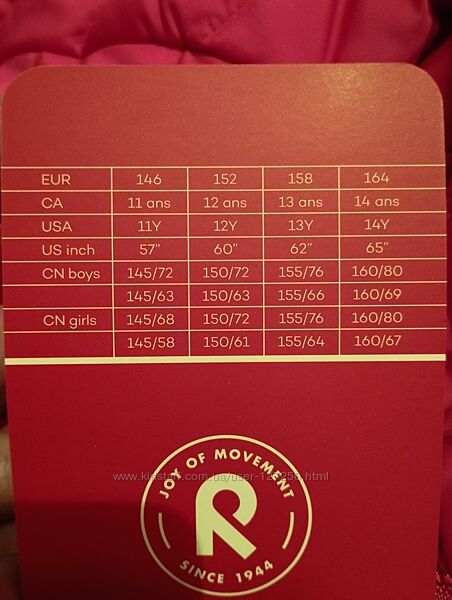 EUR 146 152 158 164
CA 11 ans 12 ans 13 ans 14 ans
USA 11Y 12Y 13Y 14Y
US inch 57" 60" 62" 65"
CN boys 145/72 150/72 155/76 160/80
145/63 150/63 155/66 160/69
CN girls 145/68 150/72 155/76 160/80
145/58 150/61 155/64 160/67
JOY OF MOVEMENT
R
SINCE 1944